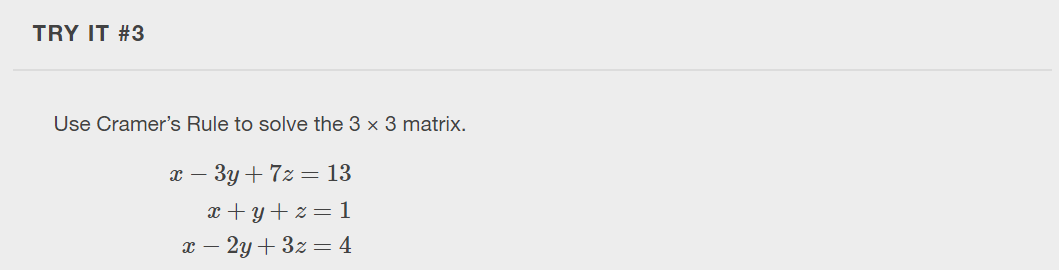 TRY IT #3
Use Cramer’s Rule to solve the 3 × 3 matrix.
x − 3y + 7z = 13
x + y + z = 1
x − 2y + 3z = 4